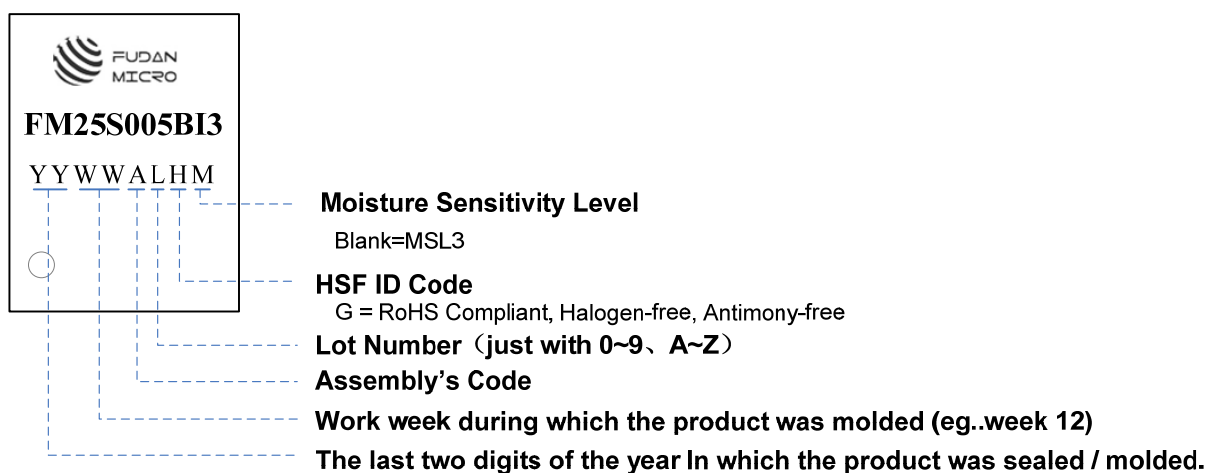 FUDAN
MICRO
FM25S005BI3
YYWWALHM
Moisture Sensitivity Level
Blank=MSL3
HSF ID Code
G = RoHS Compliant, Halogen-free, Antimony-free
Lot Number（just with 0~9、A~Z）
Assembly’s Code
Work week during which the product was molded (eg..week 12)
The last two digits of the year In which the product was sealed / molded.